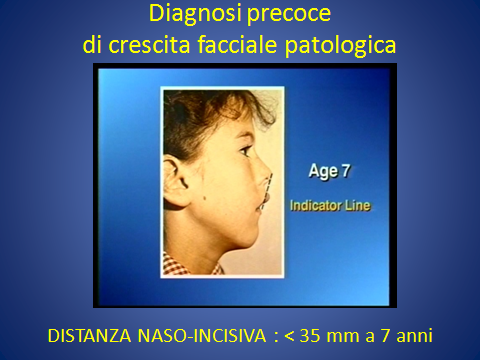 Diagnosi precoce
di crescita facciale patologica
Age 7
Indicator Line
DISTANZA NASO-INCISIVA : < 35 mm a 7 anni